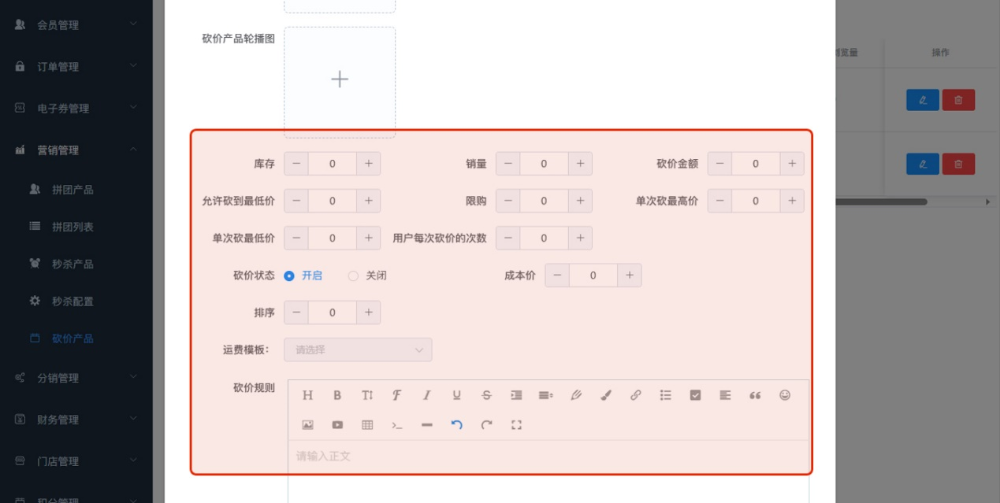 会员管理
订单管理
电子券管理
营销管理
拼团产品
拼团列表
秒杀产品
秒杀配置
砍价产品
分销管理
财务管理
门店管理
积分管理
砍价产品轮播图
库存 0 销量 0 砍价金额 0
允许砍到最低价 0 限购 0 单次砍最高价 0
单次砍最低价 0 用户每次砍价的次数 0
砍价状态 开启 关闭 成本价 0
排序 0
运费模板: 请选择
砍价规则
请输入正文
浏览量 操作